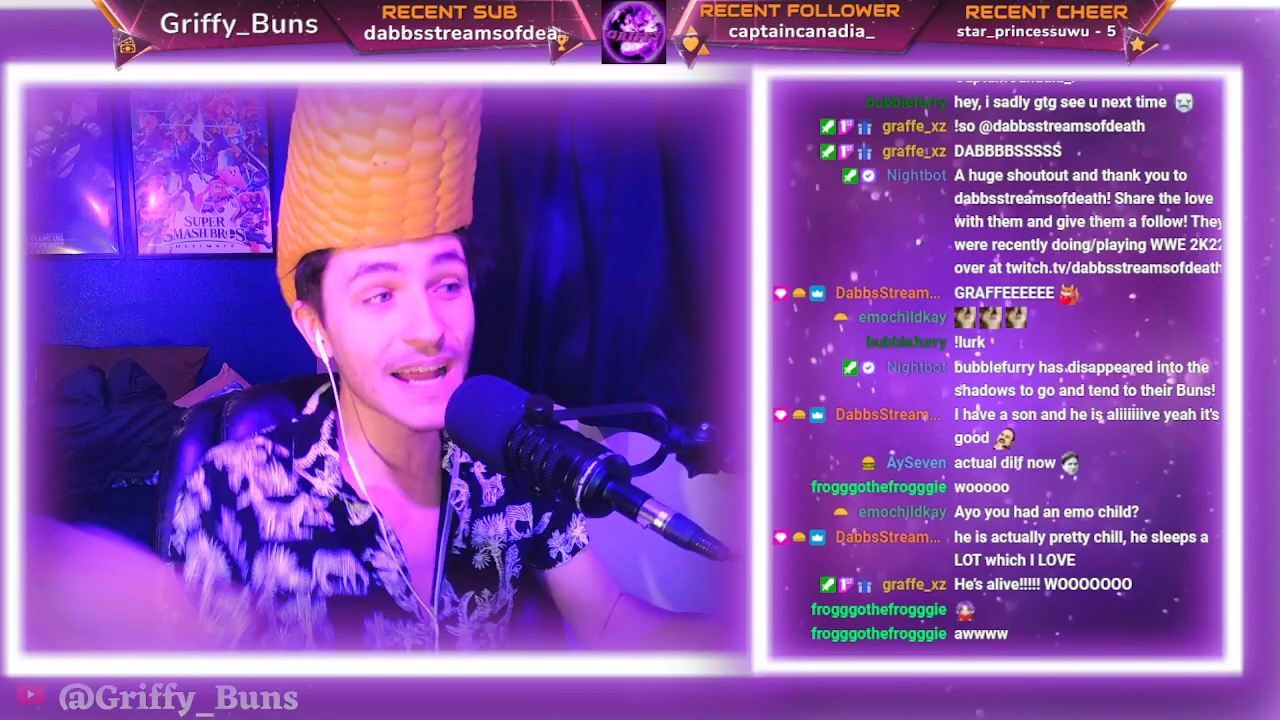 Griffy_Buns
RECENT SUB
dabbsstreamsofdea
RECENT FOLLOWER
captaincanadia_
RECENT CHEER
star_princessuwu - 5
SUPER
SMASH BROS
ULTIMATE
bubblefurry hey, i sadly gtg see u next time
graffe_xz !so @dabbsstreamsofdeath
graffe_xz DABBBBSSSSS
Nightbot A huge shoutout and thank you to
dabbsstreamsofdeath! Share the love
with them and give them a follow! They
were recently doing/playing WWE 2K22
over at twitch.tv/dabbsstreamsofdeath
DabbsStream... GRAFFEEEEEE
emochildkay
bubblefurry !lurk
Nightbot bubblefurry has disappeared into the
shadows to go and tend to their Buns!
DabbsStream... I have a son and he is aliiiiiive yeah it's
good
AySeven actual dilf now
frogggothefrogggie wooooo
emochildkay Ayo you had an emo child?
DabbsStream... he is actually pretty chill, he sleeps a
LOT which I LOVE
graffe_xz He's alive!!!!! WOOOOOOO
frogggothefrogggie
frogggothefrogggie awwww
@Griffy_Buns